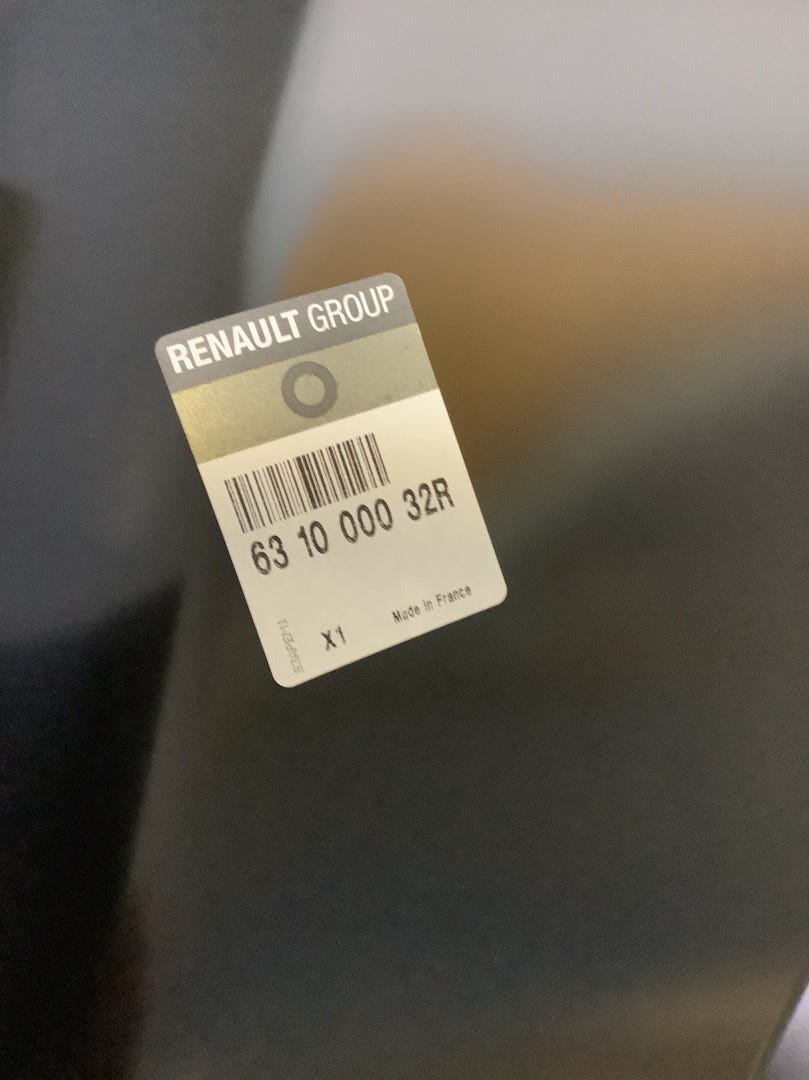 RENAULT GROUP
63 10 000 32R
X1 Made in France